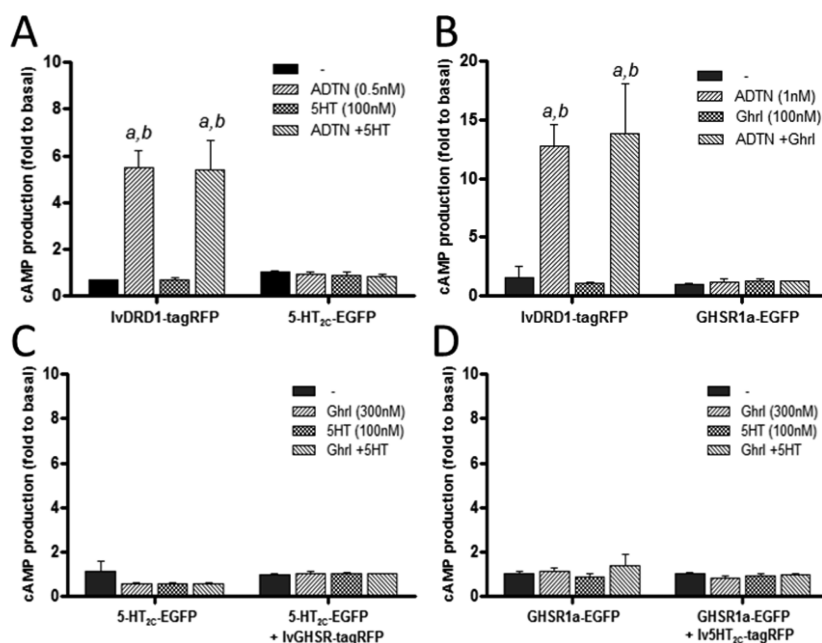 A
cAMP production (fold to basal)
10
8
6
4
2
0
-
ADTN (0.5nM)
5HT (100nM)
ADTN +5HT
a,b
a,b
lvDRD1-tagRFP
5-HT2C-EGFP
B
cAMP production (fold to basal)
20
15
10
5
0
-
ADTN (1nM)
Ghrl (100nM)
ADTN +Ghrl
a,b
a,b
lvDRD1-tagRFP
GHSR1a-EGFP
C
cAMP production (fold to basal)
10
8
6
4
2
0
-
Ghrl (300nM)
5HT (100nM)
Ghrl +5HT
5-HT2C-EGFP
5-HT2C-EGFP
+ lvGHSR-tagRFP
D
cAMP production (fold to basal)
10
8
6
4
2
0
-
Ghrl (300nM)
5HT (100nM)
Ghrl +5HT
GHSR1a-EGFP
GHSR1a-EGFP
+ lv5HT2C-tagRFP